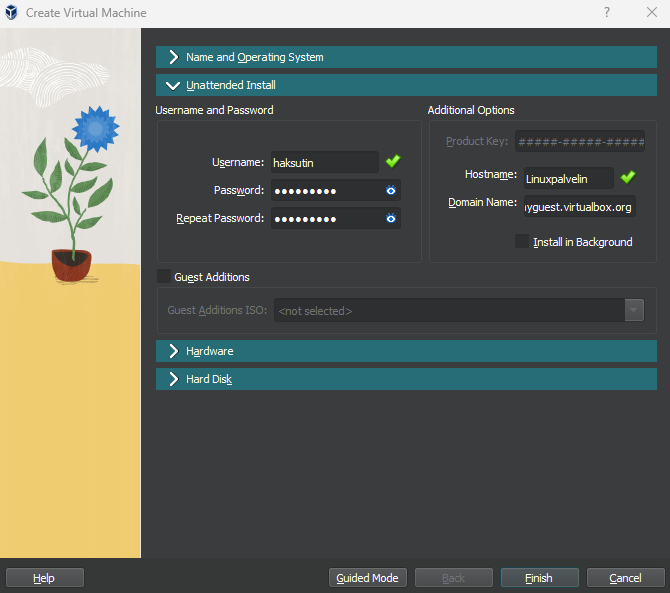 Create Virtual Machine ?
Name and Operating System
Unattended Install
Username and Password
Username: haksutin
Password: ●●●●●●●●●
Repeat Password: ●●●●●●●●●
Additional Options
Product Key: #####-#####-#####
Hostname: Linuxpalvelin
Domain Name: yguest.virtualbox.org
Install in Background
Guest Additions
Guest Additions ISO: <not selected>
Hardware
Hard Disk
Help Guided Mode Back Finish Cancel